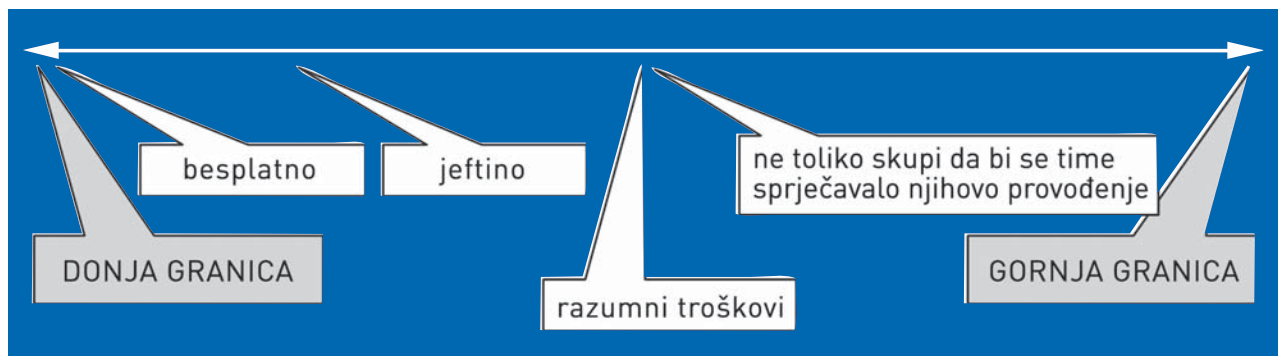 besplatno
jeftino
ne toliko skupi da bi se time
sprječavalo njihovo provođenje
DONJA GRANICA
GORNJA GRANICA
razumni troškovi